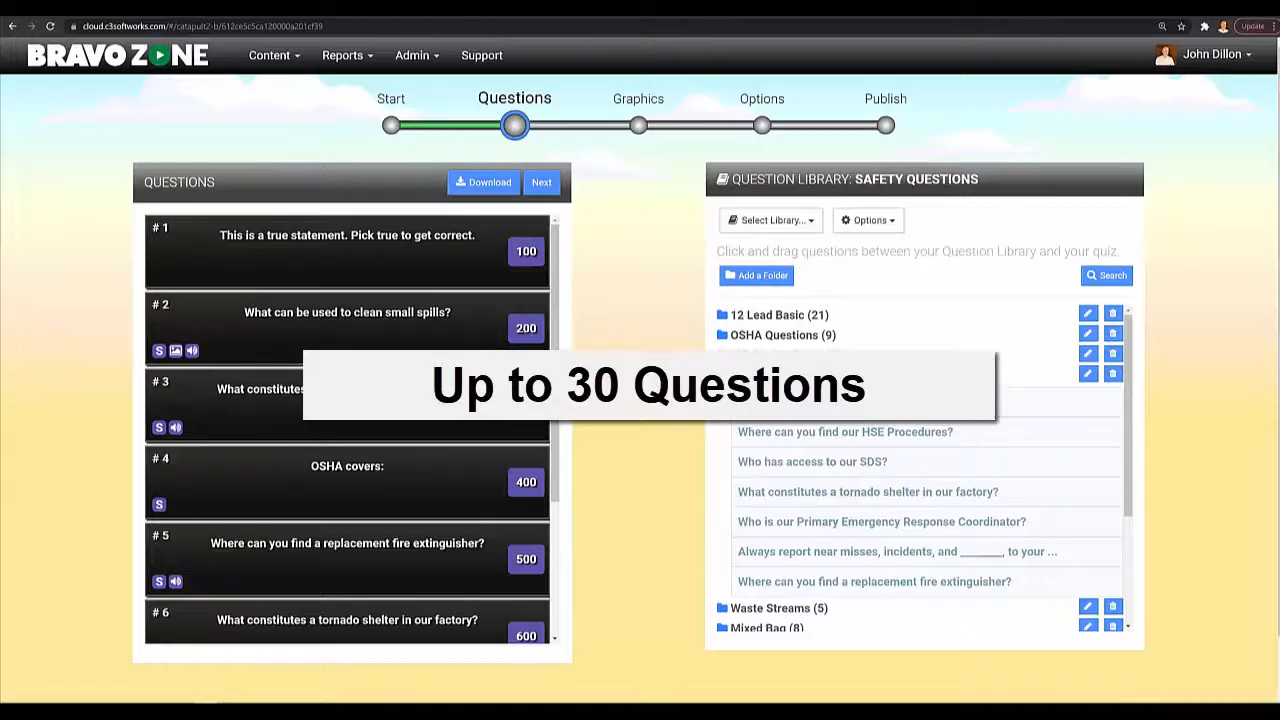 cloud.c3softworks.com/#/catapult2-b/612ce5c5ca120000a201cf39
Update
BRAVO ZONE
Content
Reports
Admin
Support
John Dillon
Start
Questions
Graphics
Options
Publish
QUESTIONS
Download
Next
# 1
This is a true statement. Pick true to get correct.
100
# 2
What can be used to clean small spills?
200
S
# 3
What constitutes
S
# 4
OSHA covers:
400
S
# 5
Where can you find a replacement fire extinguisher?
500
S
# 6
What constitutes a tornado shelter in our factory?
600
Up to 30 Questions
QUESTION LIBRARY: SAFETY QUESTIONS
Select Library...
Options
Click and drag questions between your Question Library and your quiz.
Add a Folder
Search
12 Lead Basic (21)
OSHA Questions (9)
Where can you find our HSE Procedures?
Who has access to our SDS?
What constitutes a tornado shelter in our factory?
Who is our Primary Emergency Response Coordinator?
Always report near misses, incidents, and ________, to your ...
Where can you find a replacement fire extinguisher?
Waste Streams (5)
Mixed Bag (8)